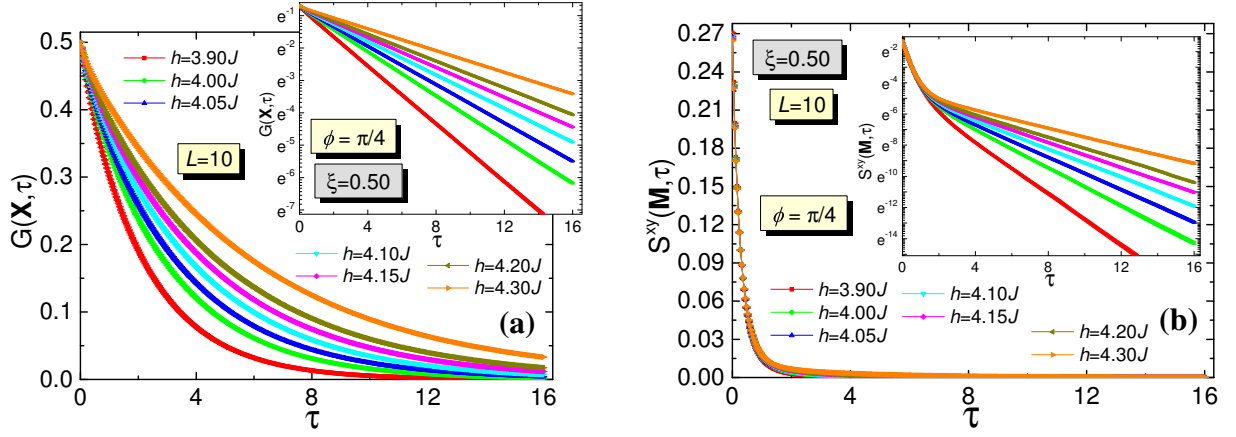 G(X,τ)
0.5
0.4
0.3
0.2
0.1
0.0
0 4 8 12 16
τ
h=3.90J
h=4.00J
h=4.05J
L=10
h=4.10J
h=4.15J
h=4.20J
h=4.30J
(a)
G(X,τ)
e-1
e-2
e-3
e-4
e-5
e-6
e-7
0 4 8 12 16
τ
ϕ = π/4
ξ=0.50
Sxy(M,τ)
0.27
0.24
0.21
0.18
0.15
0.12
0.09
0.06
0.03
0.00
0 4 8 12 16
τ
ξ=0.50
L=10
ϕ = π/4
h=3.90J
h=4.00J
h=4.05J
h=4.10J
h=4.15J
h=4.20J
h=4.30J
(b)
Sxy(M,τ)
e-2
e-4
e-6
e-8
e-10
e-12
e-14
0 4 8 12 16
τ